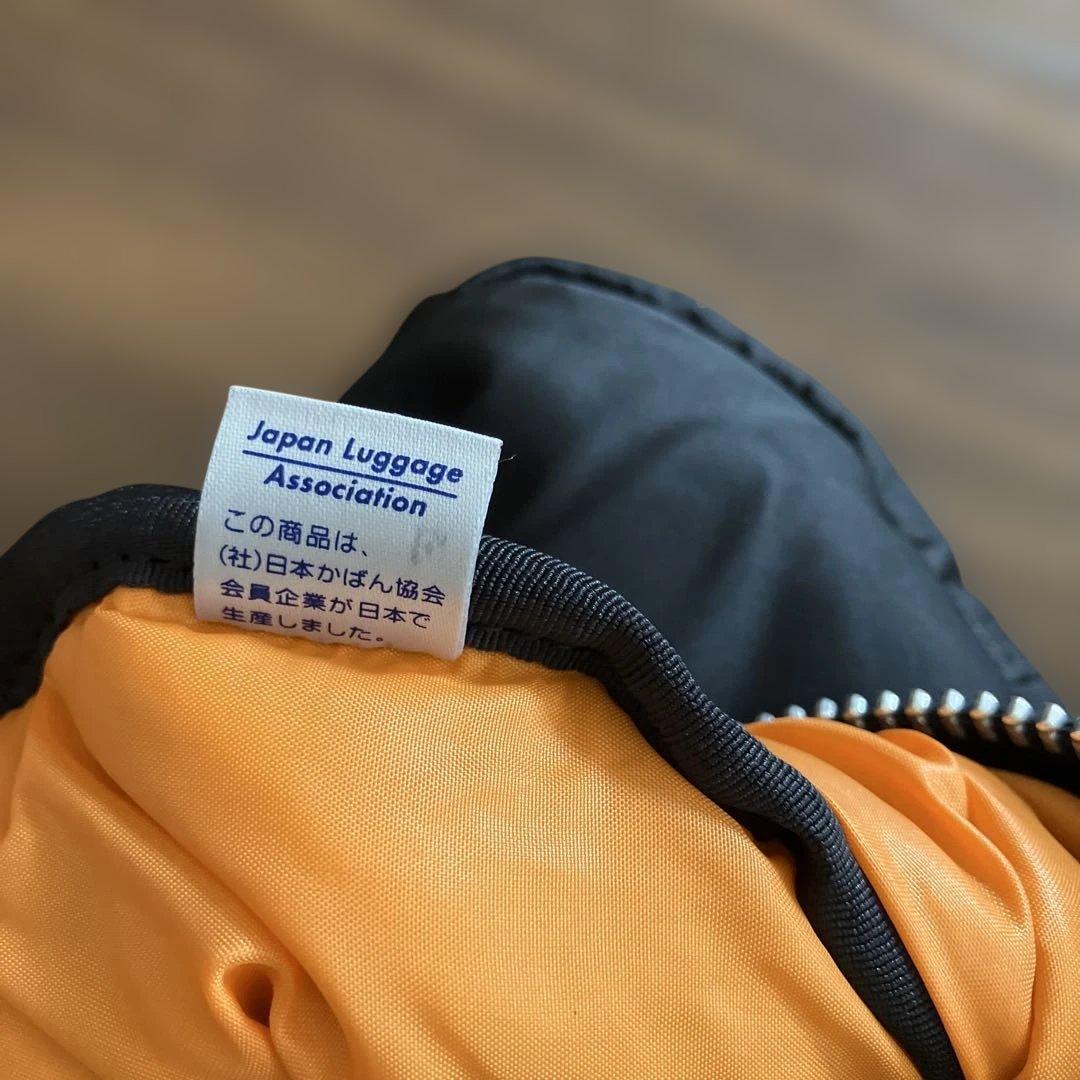 Japan Luggage
Association
この商品は、
(社)日本かばん協会
会員企業が日本で
生産しました。